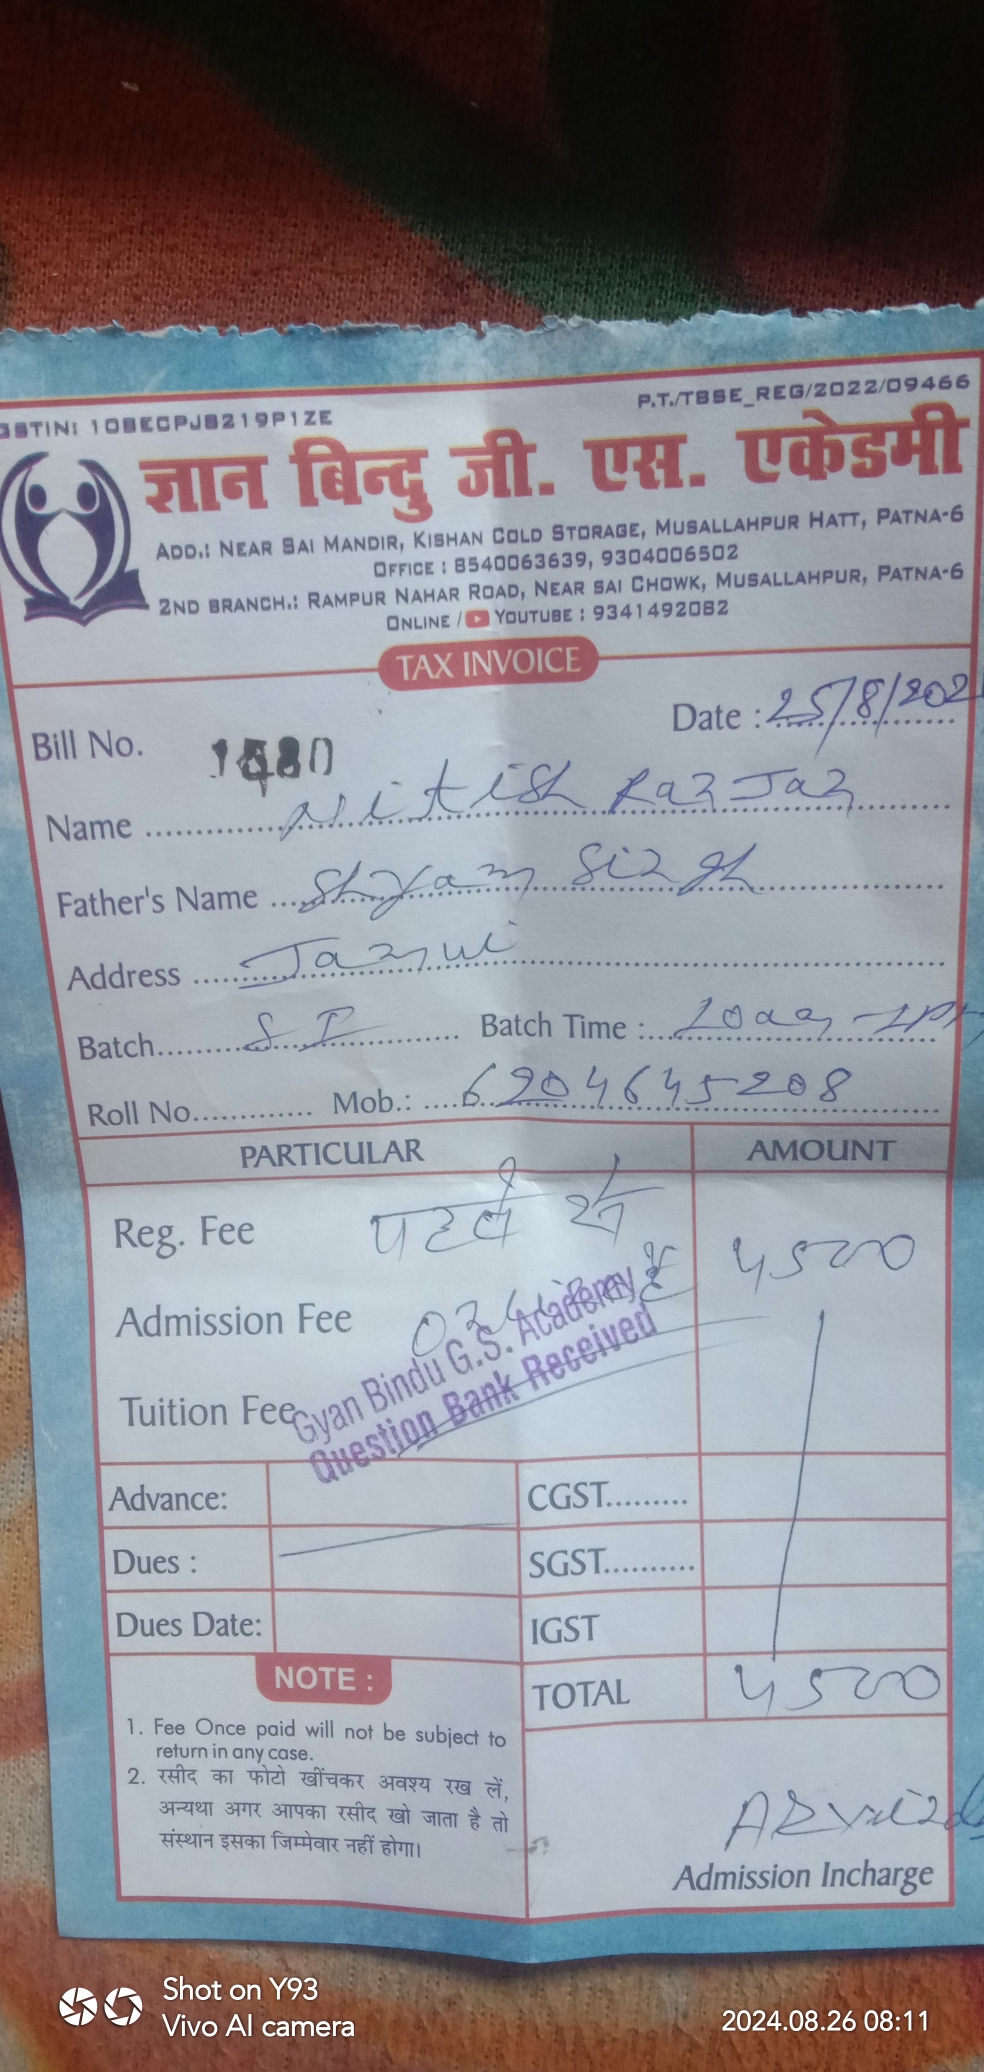 GSTIN: 10BECPJ8219P1ZE
P.T./TBSE_REG/2022/09466
ज्ञान बिन्दु जी. एस. एकेडमी
ADD.: NEAR SAI MANDIR, KISHAN COLD STORAGE, MUSALLAHPUR HATT, PATNA-6
OFFICE : 8540063639, 9304006502
2ND BRANCH.: RAMPUR NAHAR ROAD, NEAR SAI CHOWK, MUSALLAHPUR, PATNA-6
ONLINE / YOUTUBE : 9341492082
TAX INVOICE
Date : 25/8/202
Bill No.
Name Nitish
Father's Name Shyam Singh
Address Jamui
Batch S I Batch Time : 10am - 1PM
Roll No. Mob.: 6204645208
PARTICULAR AMOUNT
Reg. Fee 4500
Admission Fee
Tuition Fee
Gyan Bindu G.S. Academy
Question Bank Received
Advance: CGST
Dues : SGST
Dues Date: IGST
TOTAL 4500
NOTE :
1. Fee Once paid will not be subject to
return in any case.
2. रसीद का फोटो खींचकर अवश्य रख लें,
अन्यथा अगर आपका रसीद खो जाता है तो
संस्थान इसका जिम्मेवार नहीं होगा।
Admission Incharge
Shot on Y93
Vivo AI camera
2024.08.26 08:11